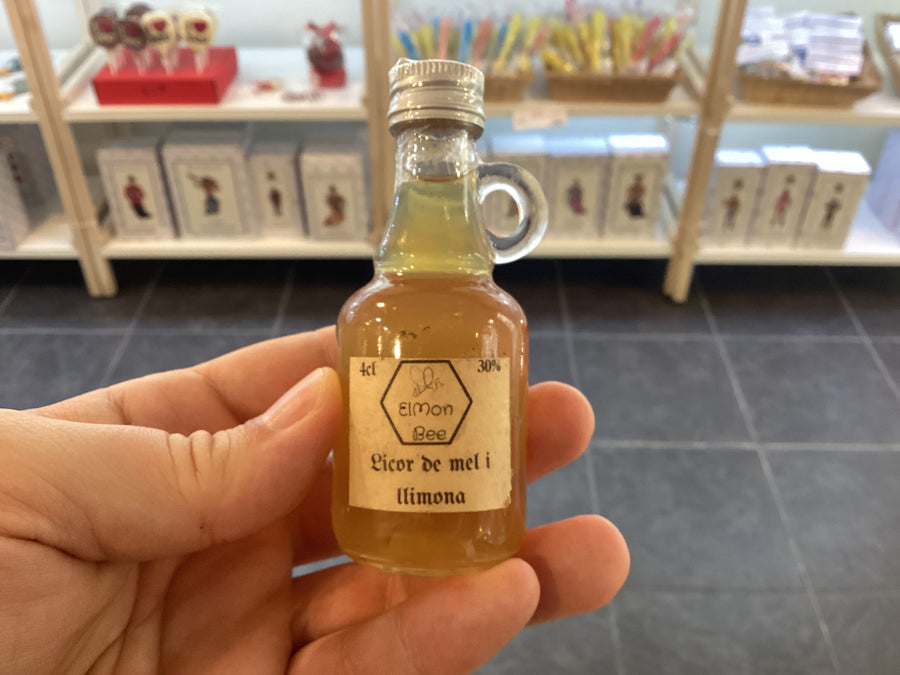 4cl 30%
ElMon
Bee
Licor de mel i
llimona